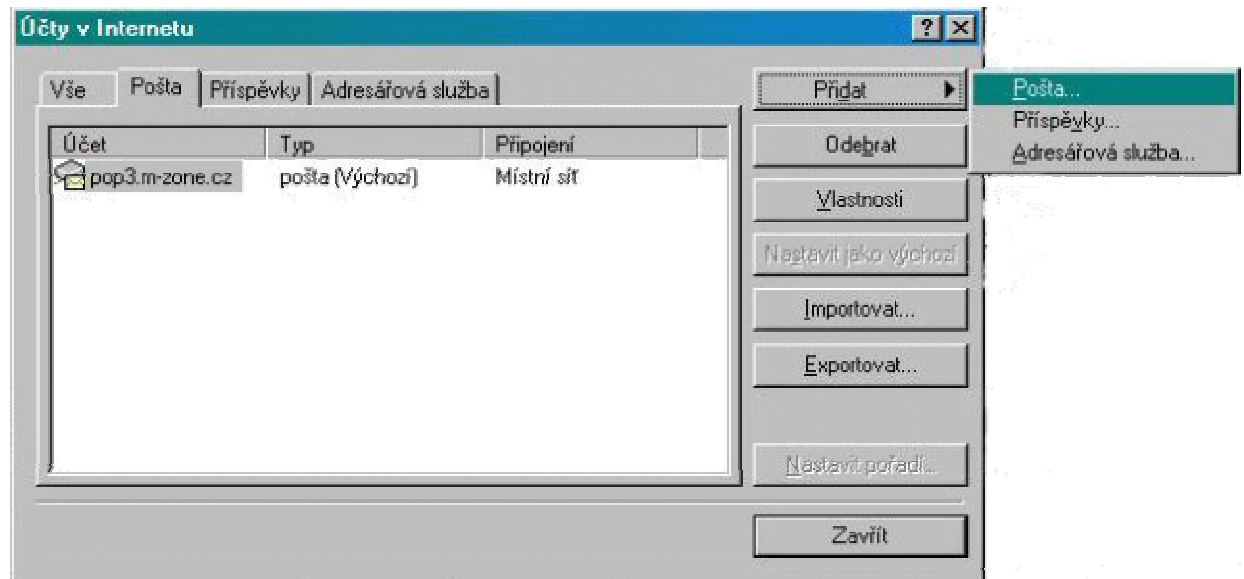 Účty v Internetu
Vše Pošta Příspěvky Adresářová služba
Účet Typ Připojení
pop3.m-zone.cz pošta (Výchozí) Místní síť
Přidat
Odebrat
Vlastnosti
Nastavit jako výchozí
Importovat...
Exportovat...
Nastavit pořadí...
Zavřít
Pošta...
Příspěvky...
Adresářová služba...